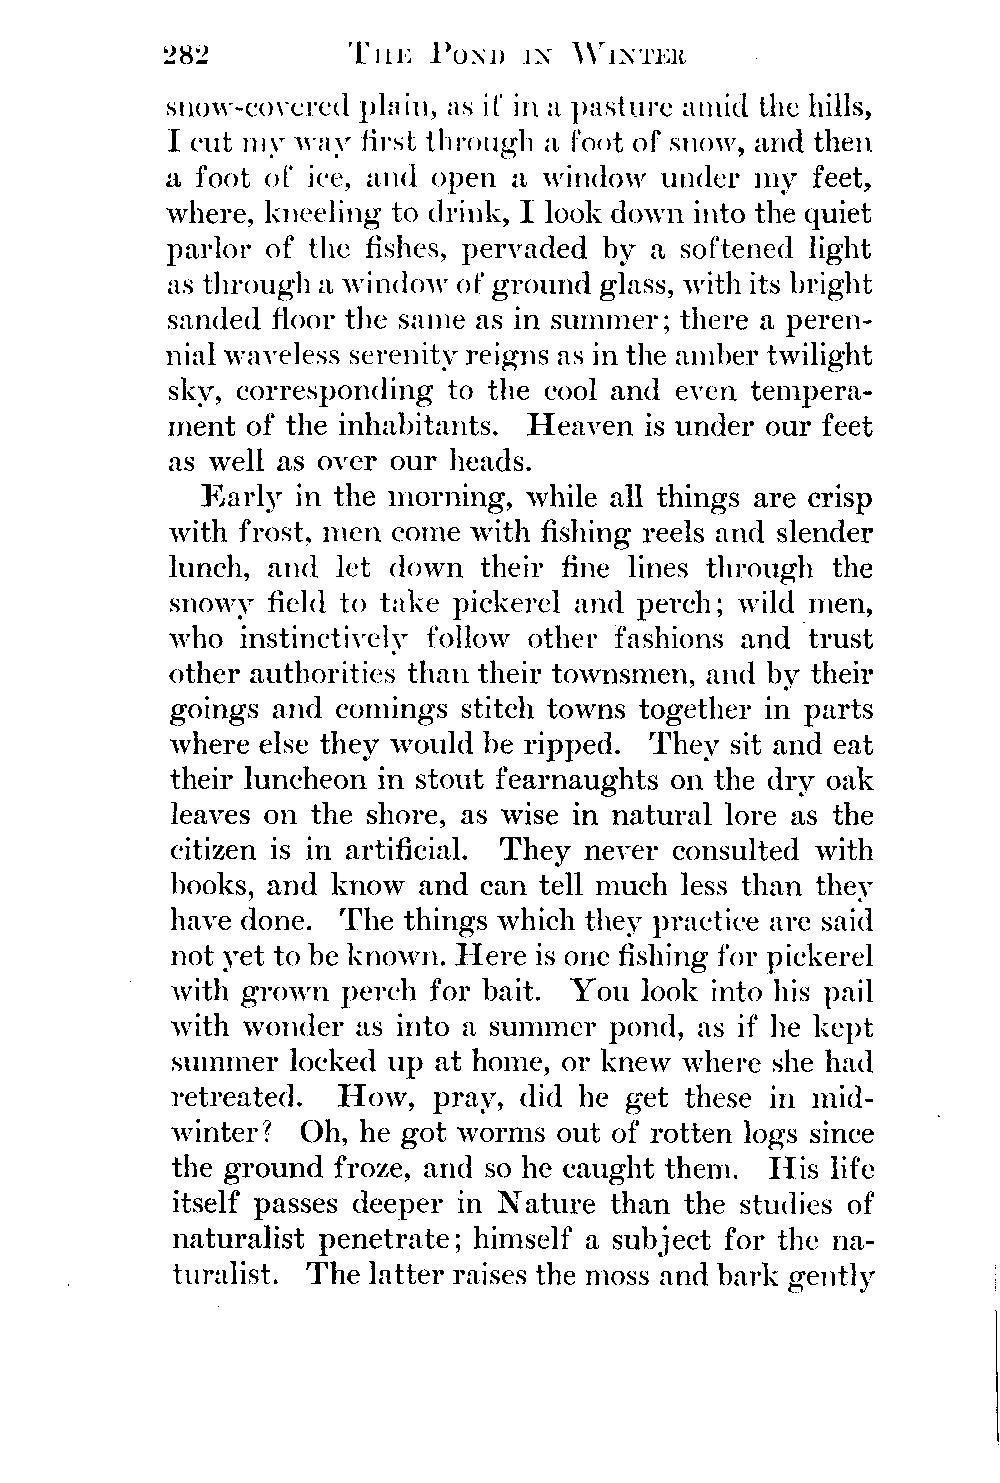 282 THE POND IN WINTER
snow-covered plain, as if in a pasture amid the hills,
I cut my way first through a foot of snow, and then
a foot of ice, and open a window under my feet,
where, kneeling to drink, I look down into the quiet
parlor of the fishes, pervaded by a softened light
as through a window of ground glass, with its bright
sanded floor the same as in summer; there a peren-
nial waveless serenity reigns as in the amber twilight
sky, corresponding to the cool and even tempera-
ment of the inhabitants. Heaven is under our feet
as well as over our heads.
Early in the morning, while all things are crisp
with frost, men come with fishing reels and slender
lunch, and let down their fine lines through the
snowy field to take pickerel and perch; wild men,
who instinctively follow other fashions and trust
other authorities than their townsmen, and by their
goings and comings stitch towns together in parts
where else they would be ripped. They sit and eat
their luncheon in stout fearnaughts on the dry oak
leaves on the shore, as wise in natural lore as the
citizen is in artificial. They never consulted with
books, and know and can tell much less than they
have done. The things which they practice are said
not yet to be known. Here is one fishing for pickerel
with grown perch for bait. You look into his pail
with wonder as into a summer pond, as if he kept
summer locked up at home, or knew where she had
retreated. How, pray, did he get these in mid-
winter? Oh, he got worms out of rotten logs since
the ground froze, and so he caught them. His life
itself passes deeper in Nature than the studies of
naturalist penetrate; himself a subject for the na-
turalist. The latter raises the moss and bark gently